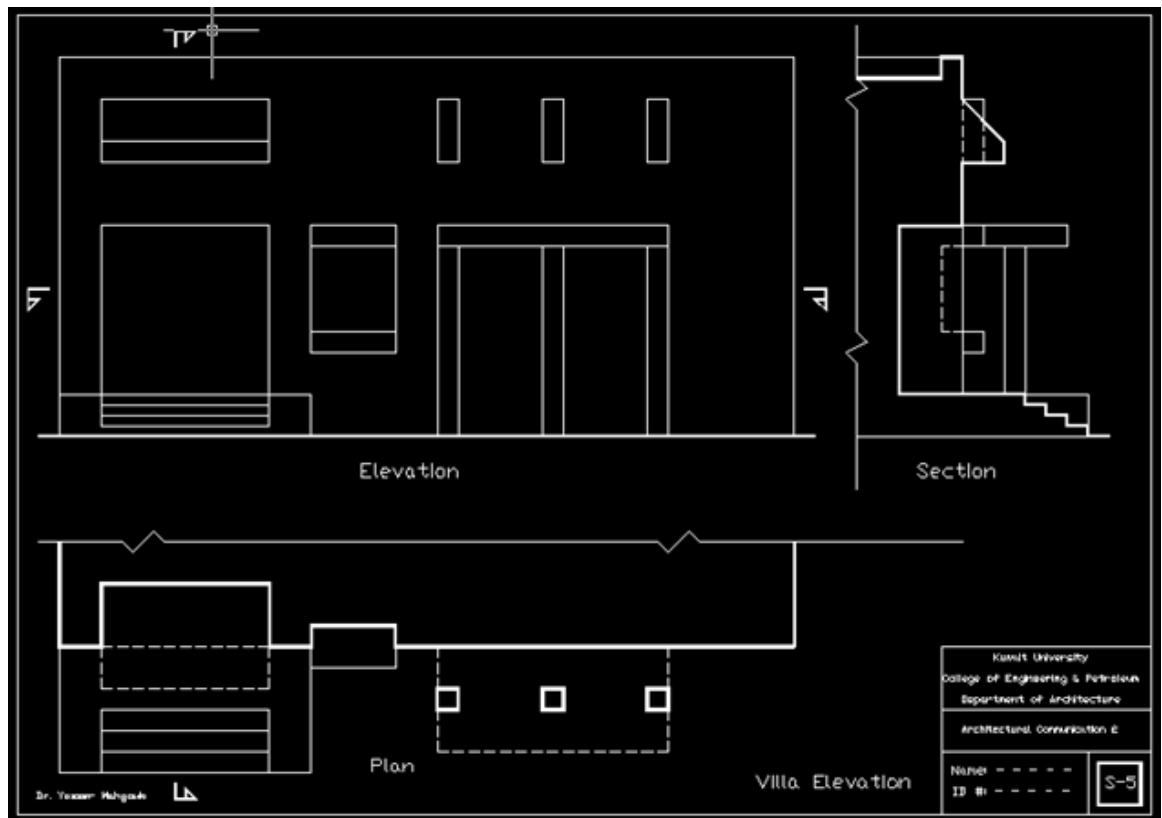 Elevation
Section
Plan
Villa Elevation
Dr. Yasser Mahgoub
Kuwait University
College of Engineering & Petroleum
Department of Architecture
Architectural Communication 2
Name: - - - - -
ID #: - - - - -
S-5